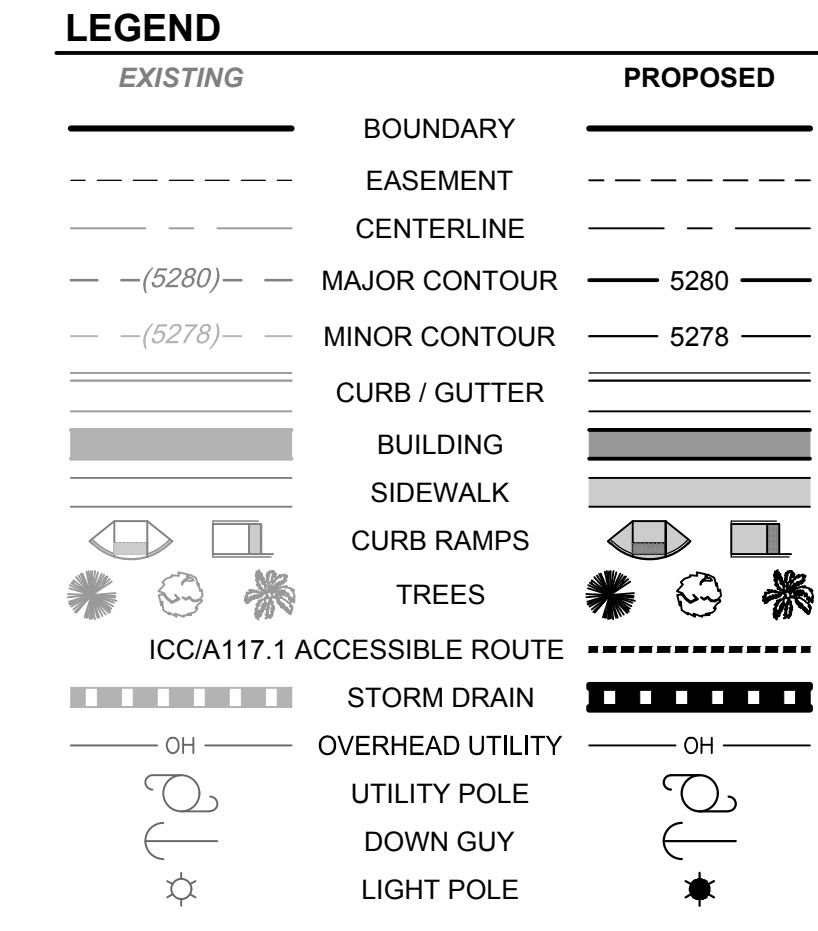 LEGEND
EXISTING PROPOSED
BOUNDARY
EASEMENT
CENTERLINE
(5280) MAJOR CONTOUR 5280
(5278) MINOR CONTOUR 5278
CURB / GUTTER
BUILDING
SIDEWALK
CURB RAMPS
TREES
ICC/A117.1 ACCESSIBLE ROUTE
STORM DRAIN
OH OVERHEAD UTILITY OH
UTILITY POLE
DOWN GUY
LIGHT POLE